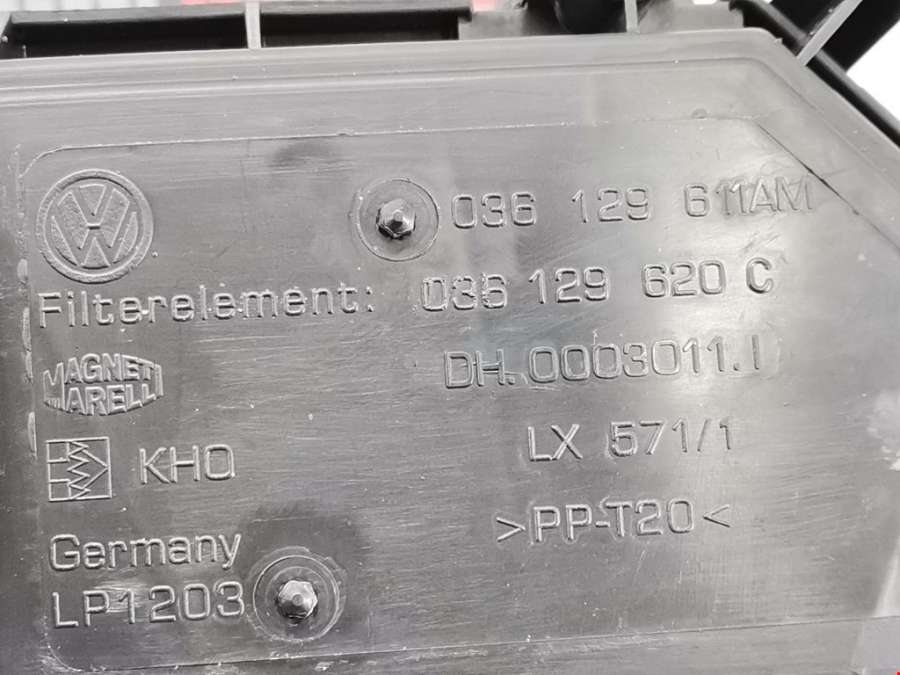 036 129 611AM
Filterelement: 036 129 620 C
MAGNETI MARELLI
DH.0003011.I
LX 571/1
KHO
>PP-T20<
Germany
LP1203